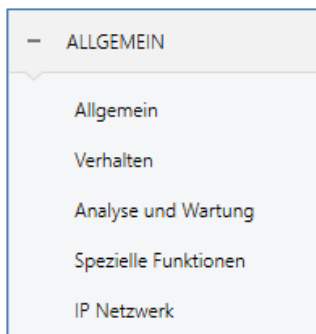 ALLGEMEIN
Allgemein
Verhalten
Analyse und Wartung
Spezielle Funktionen
IP Netzwerk